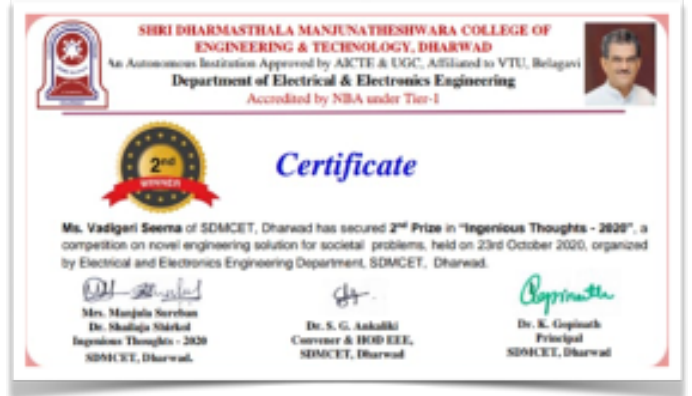 SHRI DHARMASTHALA MANJUNATHESHWARA COLLEGE OF
ENGINEERING & TECHNOLOGY, DHARWAD
An Autonomous Institution Approved by AICTE & UGC, Affiliated to VTU, Belagavi
Department of Electrical & Electronics Engineering
Accredited by NBA under Tier-1
2nd
Certificate
Ms. Vadigeri Seema of SDMCET, Dharwad has secured 2nd Prize in "Ingenious Thoughts - 2020", a
competition on novel engineering solution for societal problems, held on 23rd October 2020, organized
by Electrical and Electronics Engineering Department, SDMCET, Dharwad.
Gopinath
Mrs. Manjula Sureban
Dr. Shailaja Shirkol
Ingenious Thoughts - 2020
SDMCET, Dharwad.
Dr. S. G. Ankaliki
Convener & HOD EEE,
SDMCET, Dharwad
Dr. K. Gopinath
Principal
SDMCET, Dharwad